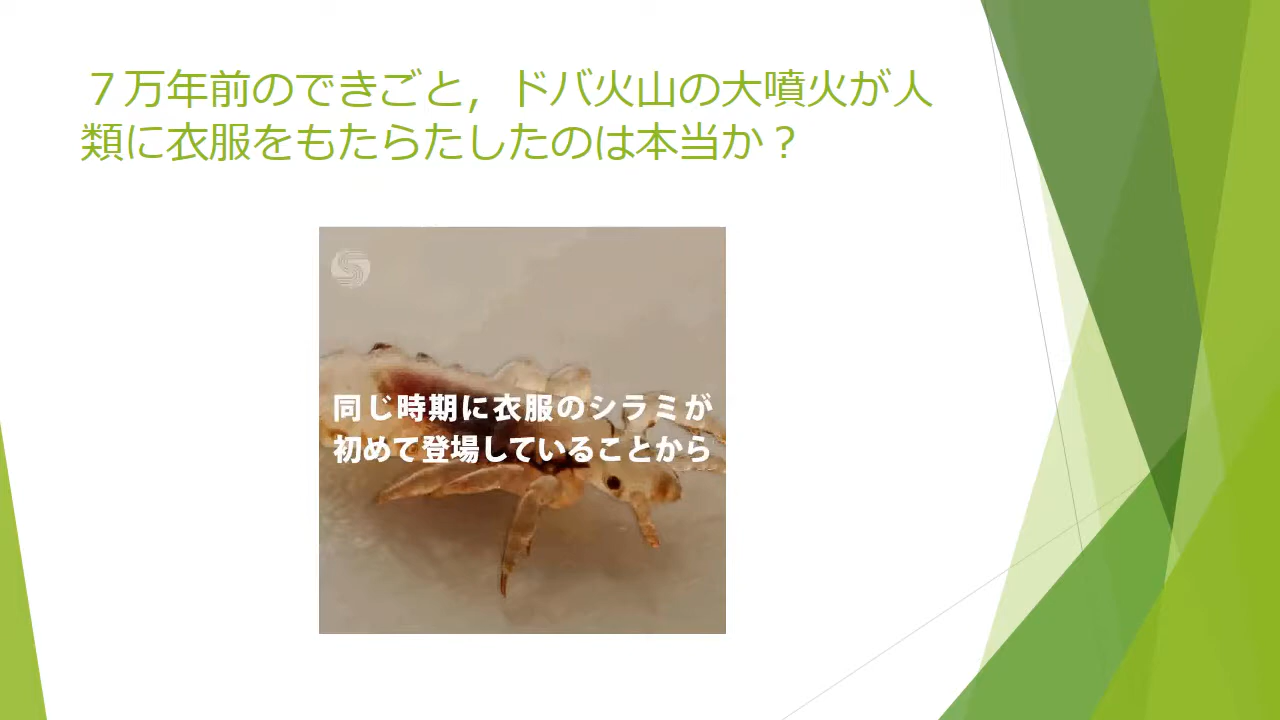 ７万年前のできごと，ドバ火山の大噴火が人
類に衣服をもたらたしたのは本当か？
同じ時期に衣服のシラミが
初めて登場していることから